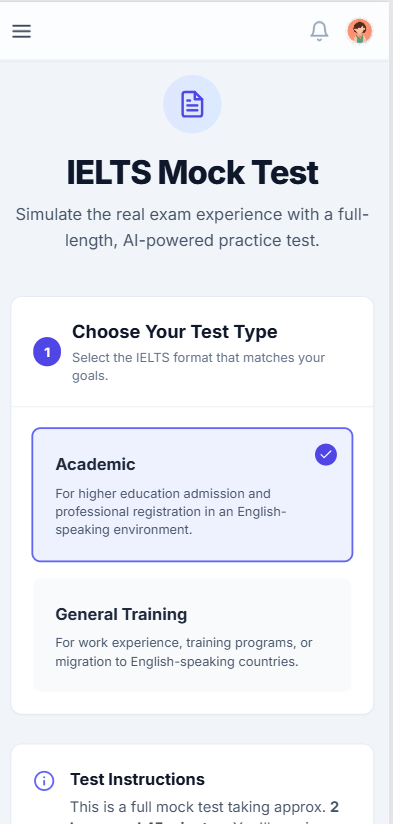 IELTS Mock Test
Simulate the real exam experience with a full-
length, AI-powered practice test.
1
Choose Your Test Type
Select the IELTS format that matches your
goals.
Academic
For higher education admission and
professional registration in an English-
speaking environment.
General Training
For work experience, training programs, or
migration to English-speaking countries.
Test Instructions
This is a full mock test taking approx. 2